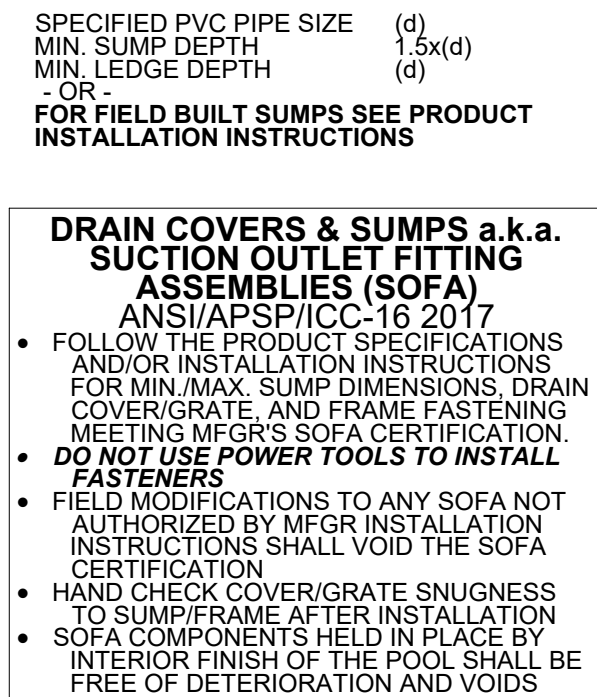 SPECIFIED PVC PIPE SIZE (d)
MIN. SUMP DEPTH 1.5x(d)
MIN. LEDGE DEPTH (d)
- OR -
FOR FIELD BUILT SUMPS SEE PRODUCT
INSTALLATION INSTRUCTIONS
DRAIN COVERS & SUMPS a.k.a.
SUCTION OUTLET FITTING
ASSEMBLIES (SOFA)
ANSI/APSP/ICC-16 2017
• FOLLOW THE PRODUCT SPECIFICATIONS
AND/OR INSTALLATION INSTRUCTIONS
FOR MIN./MAX. SUMP DIMENSIONS, DRAIN
COVER/GRATE, AND FRAME FASTENING
MEETING MFGR'S SOFA CERTIFICATION.
• DO NOT USE POWER TOOLS TO INSTALL
FASTENERS
• FIELD MODIFICATIONS TO ANY SOFA NOT
AUTHORIZED BY MFGR INSTALLATION
INSTRUCTIONS SHALL VOID THE SOFA
CERTIFICATION
• HAND CHECK COVER/GRATE SNUGNESS
TO SUMP/FRAME AFTER INSTALLATION
• SOFA COMPONENTS HELD IN PLACE BY
INTERIOR FINISH OF THE POOL SHALL BE
FREE OF DETERIORATION AND VOIDS